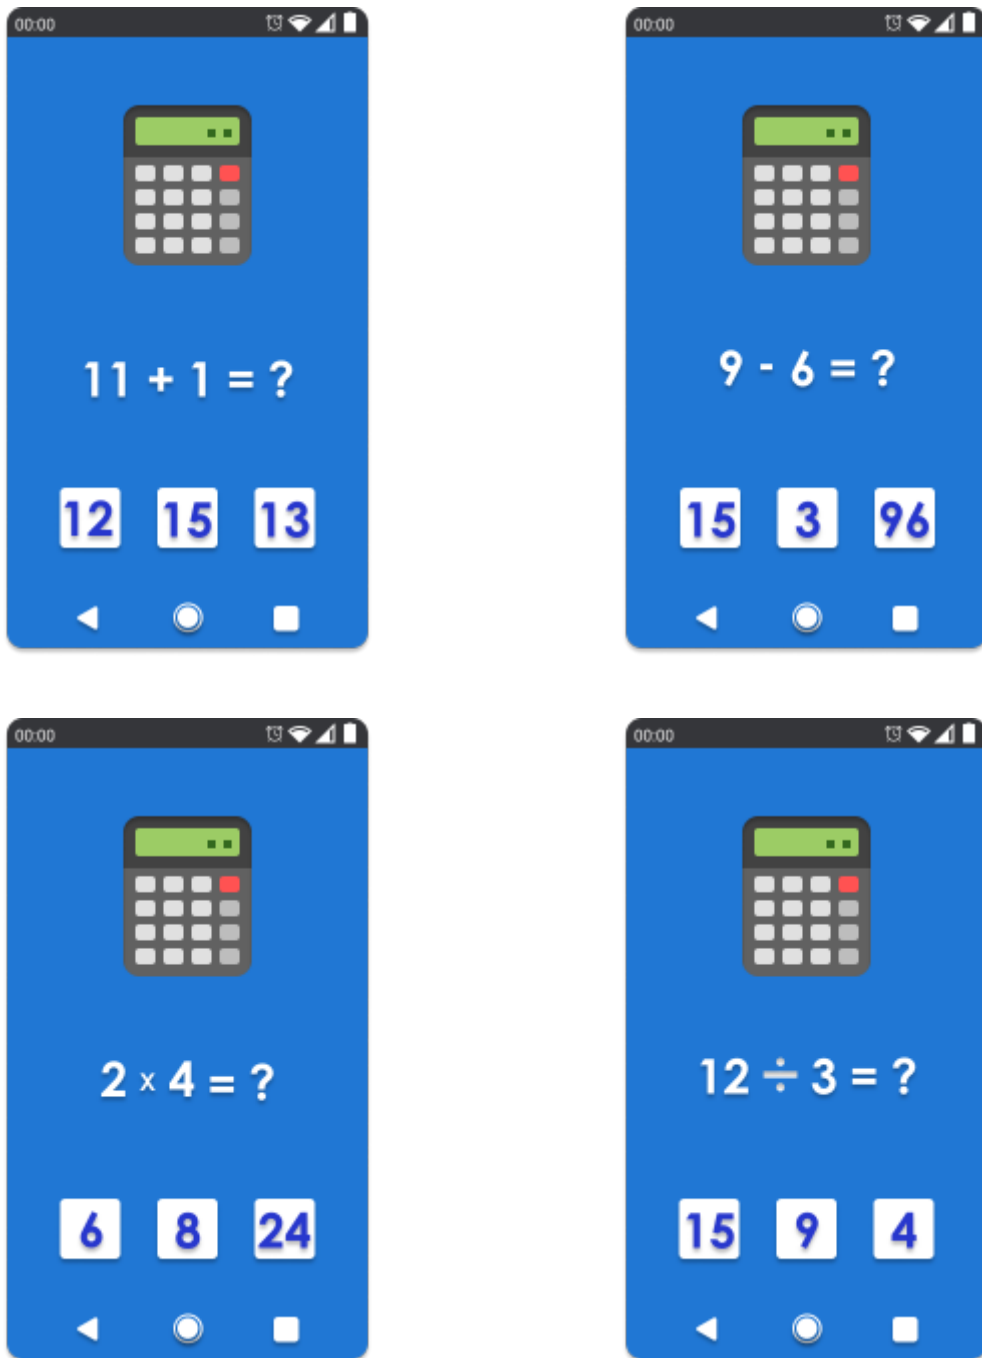 00:00
11 + 1 = ?
12 15 13
00:00
9 - 6 = ?
15 3 96
00:00
2 x 4 = ?
6 8 24
00:00
12 ÷ 3 = ?
15 9 4